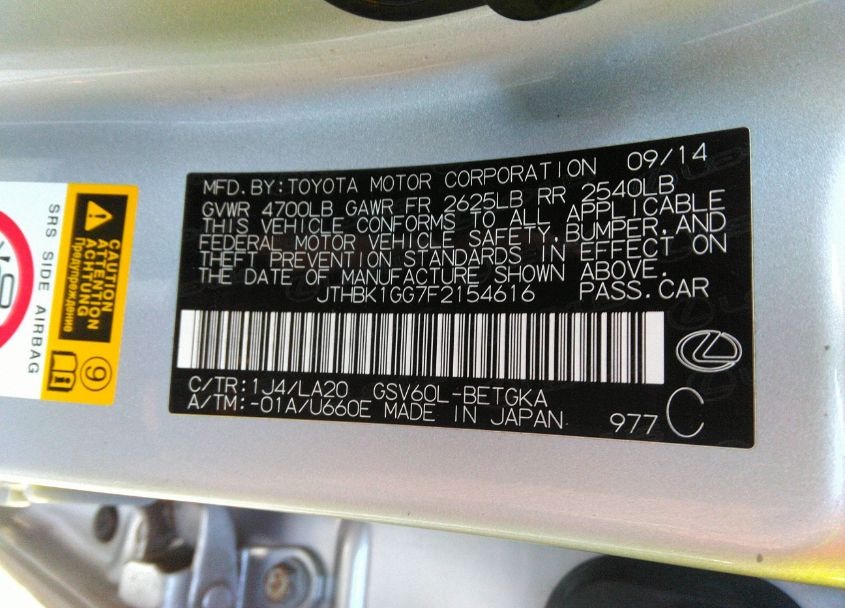 MFD. BY: TOYOTA MOTOR CORPORATION 09/14
GVWR 4700LB GAWR FR 2625LB RR 2540LB
THIS VEHICLE CONFORMS TO ALL APPLICABLE
FEDERAL MOTOR VEHICLE SAFETY, BUMPER, AND
THEFT PREVENTION STANDARDS IN EFFECT ON
THE DATE OF MANUFACTURE SHOWN ABOVE.
JTHBK1GG7F2154616 PASS. CAR
C/TR: 1J4/LA20 GSV60L-BETGKA
A/TM: -01A/U660E MADE IN JAPAN 977 C
CAUTION
ATTENTION
ACHTUNG
Предупреждение
SRS SIDE AIRBAG
9